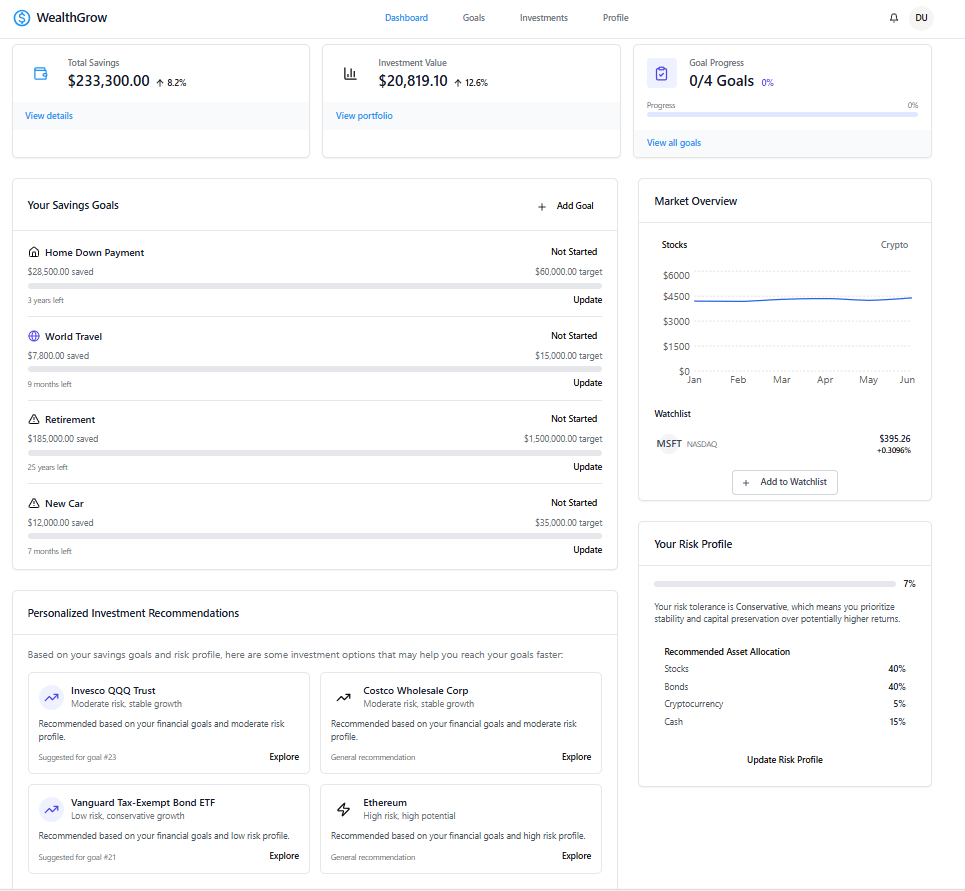 WealthGrow
Dashboard
Goals
Investments
Profile
DU
Total Savings
$233,300.00 ↑ 8.2%
View details
Investment Value
$20,819.10 ↑ 12.6%
View portfolio
Goal Progress
0/4 Goals 0%
Progress 0%
View all goals
Your Savings Goals
+ Add Goal
Home Down Payment Not Started
$28,500.00 saved $60,000.00 target
3 years left Update
World Travel Not Started
$7,800.00 saved $15,000.00 target
9 months left Update
Retirement Not Started
$185,000.00 saved $1,500,000.00 target
25 years left Update
New Car Not Started
$12,000.00 saved $35,000.00 target
7 months left Update
Personalized Investment Recommendations
Based on your savings goals and risk profile, here are some investment options that may help you reach your goals faster:
Invesco QQQ Trust
Moderate risk, stable growth
Recommended based on your financial goals and moderate risk
profile.
Suggested for goal #23 Explore
Costco Wholesale Corp
Moderate risk, stable growth
Recommended based on your financial goals and moderate risk
profile.
General recommendation Explore
Vanguard Tax-Exempt Bond ETF
Low risk, conservative growth
Recommended based on your financial goals and low risk profile.
Suggested for goal #21 Explore
Ethereum
High risk, high potential
Recommended based on your financial goals and high risk profile.
General recommendation Explore
Market Overview
Stocks Crypto
$6000
$4500
$3000
$1500
$0
Jan Feb Mar Apr May Jun
Watchlist
MSFT NASDAQ $395.26
+0.3096%
+ Add to Watchlist
Your Risk Profile
7%
Your risk tolerance is Conservative, which means you prioritize
stability and capital preservation over potentially higher returns.
Recommended Asset Allocation
Stocks 40%
Bonds 40%
Cryptocurrency 5%
Cash 15%
Update Risk Profile